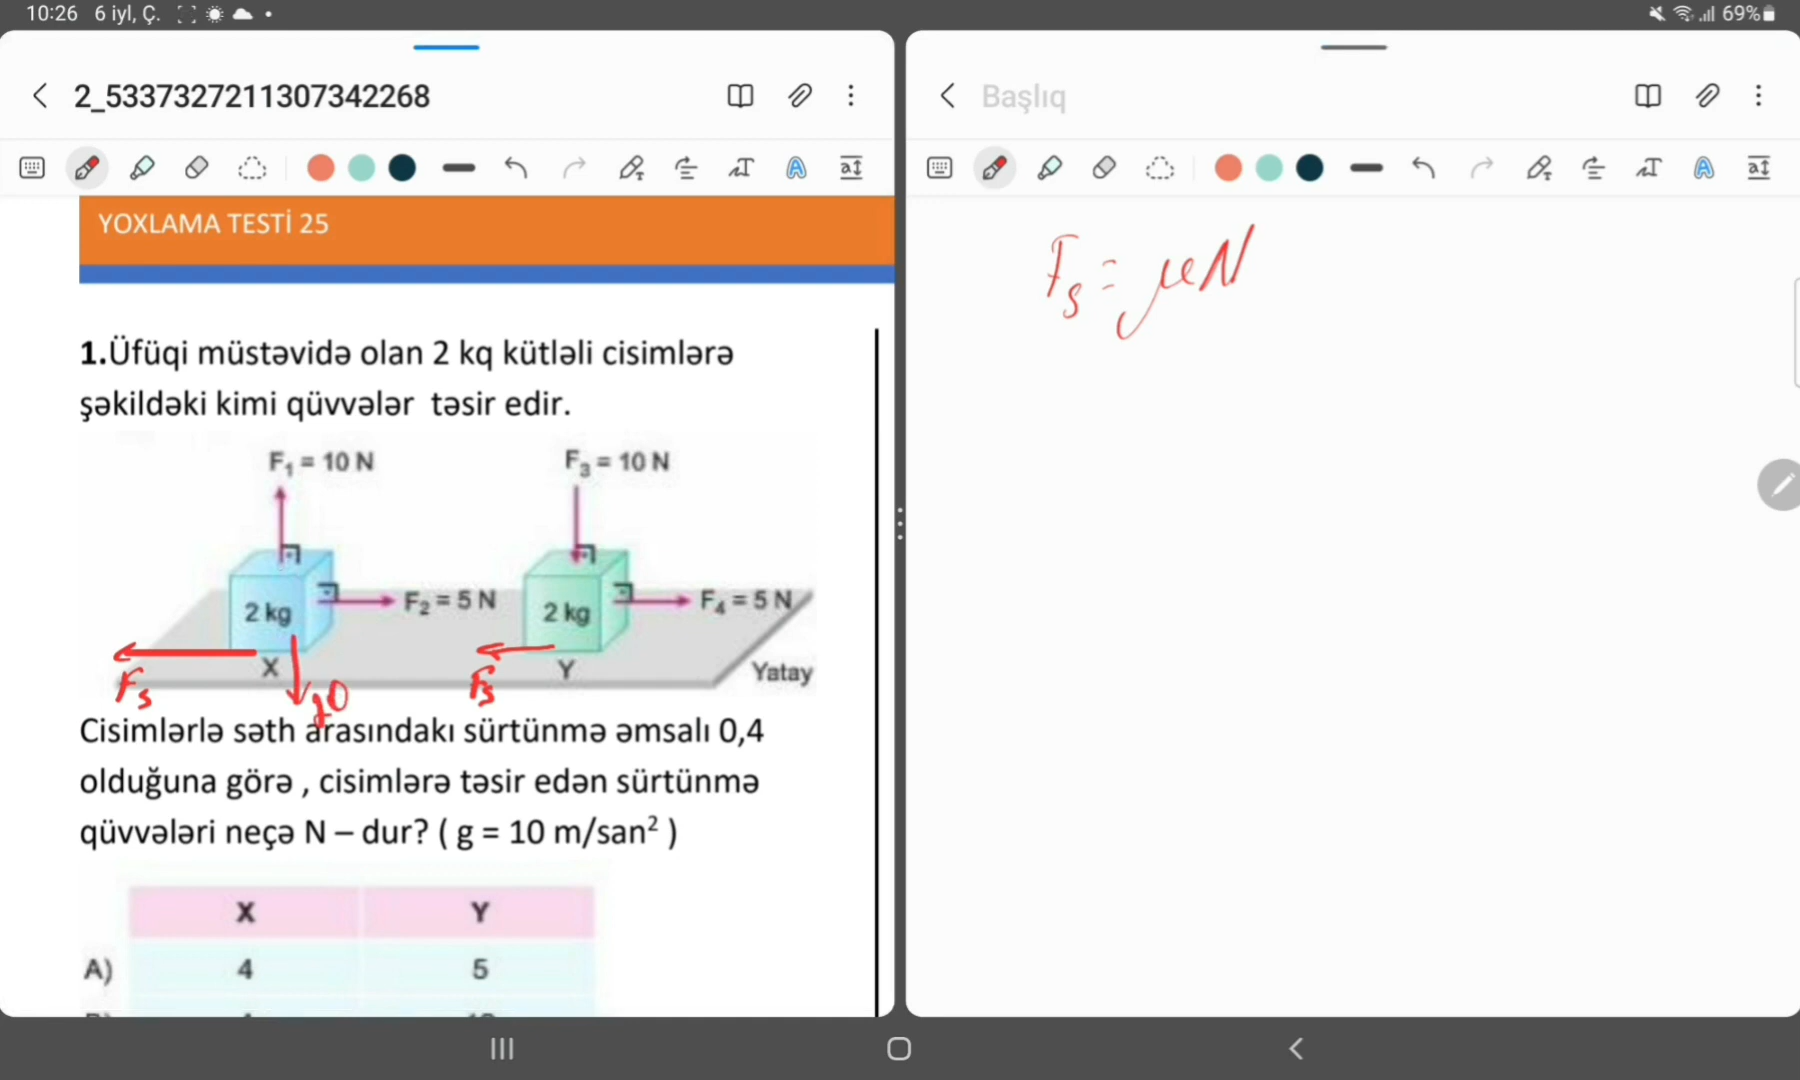 10:26 6 iyl, Ç. 69%
2_5337327211307342268
YOXLAMA TESTİ 25
1.Üfüqi müstəvidə olan 2 kq kütləli cisimlərə
şəkildəki kimi qüvvələr təsir edir.
F₁ = 10 N F₃ = 10 N
2 kg F₂ = 5 N 2 kg F₄ = 5 N
X Y Yatay
Fs 20 Fs
Cisimlərlə səth arasındakı sürtünmə əmsalı 0,4
olduğuna görə , cisimlərə təsir edən sürtünmə
qüvvələri neçə N – dur? ( g = 10 m/san² )
X Y
A) 4 5
Başlıq
Fs = μN